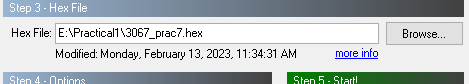 Step 3 - Hex File
Hex File: E:\Practical1\3067_prac7.hex Browse...
Modified: Monday, February 13, 2023, 11:34:31 AM more info
Step 4 - Options Step 5 - Start!